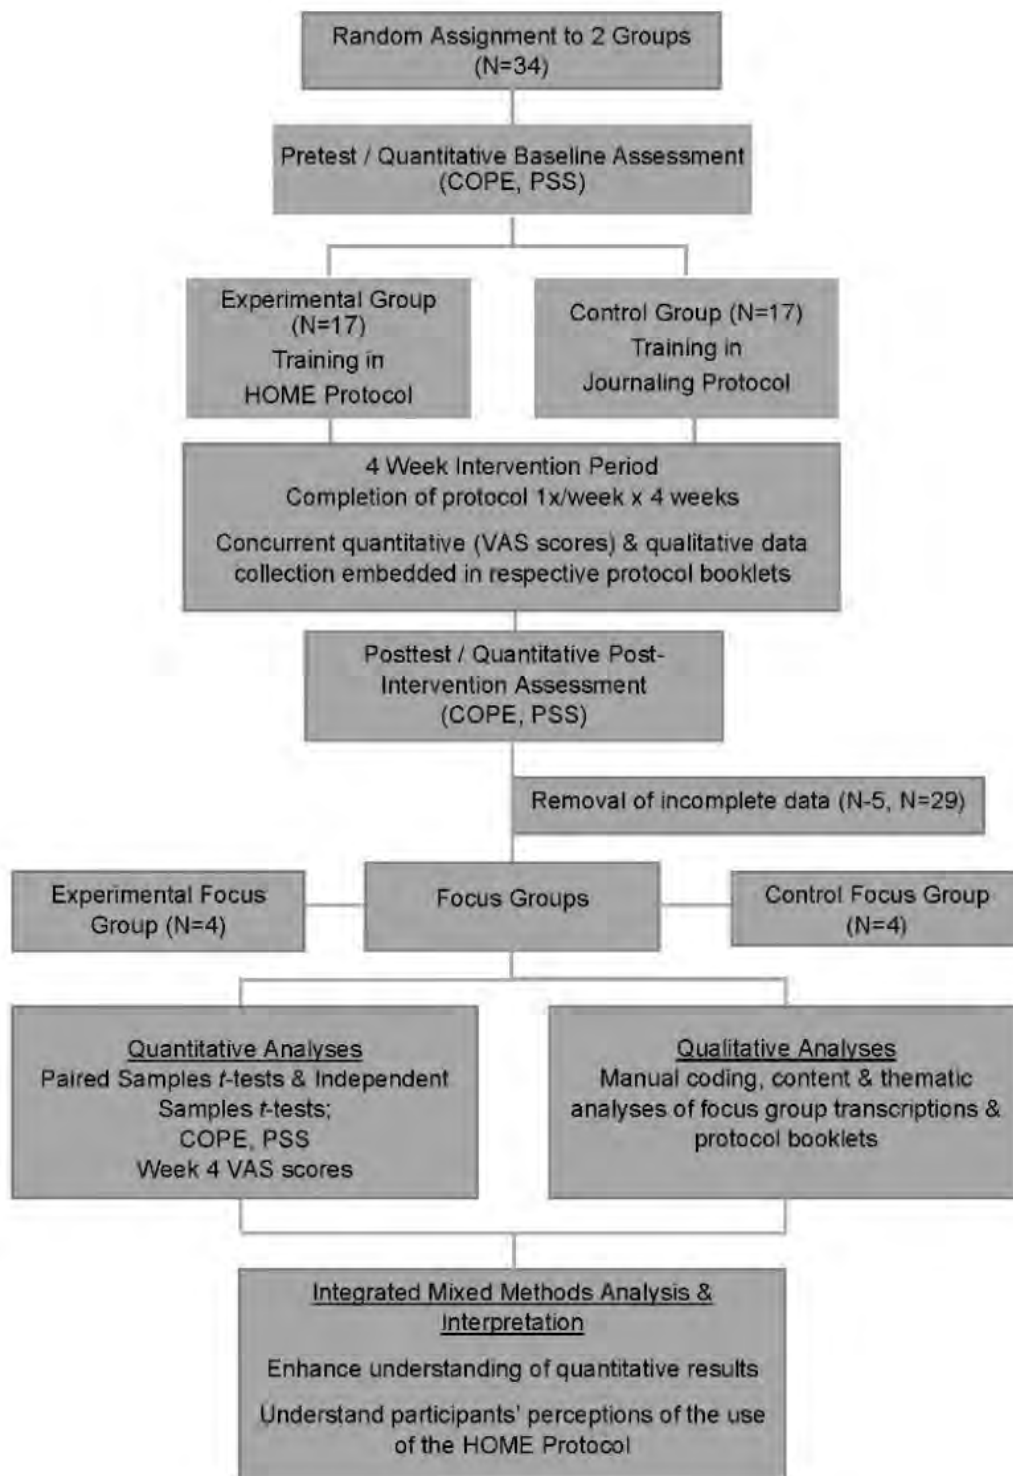 Random Assignment to 2 Groups
(N=34)
Pretest / Quantitative Baseline Assessment
(COPE, PSS)
Experimental Group
(N=17)
Training in
HOME Protocol
Control Group (N=17)
Training in
Journaling Protocol
4 Week Intervention Period
Completion of protocol 1x/week x 4 weeks
Concurrent quantitative (VAS scores) & qualitative data
collection embedded in respective protocol booklets
Posttest / Quantitative Post-
Intervention Assessment
(COPE, PSS)
Removal of incomplete data (N-5, N=29)
Experimental Focus
Group (N=4)
Focus Groups
Control Focus Group
(N=4)
Quantitative Analyses
Paired Samples t-tests & Independent
Samples t-tests;
COPE, PSS
Week 4 VAS scores
Qualitative Analyses
Manual coding, content & thematic
analyses of focus group transcriptions &
protocol booklets
Integrated Mixed Methods Analysis &
Interpretation
Enhance understanding of quantitative results
Understand participants' perceptions of the use
of the HOME Protocol